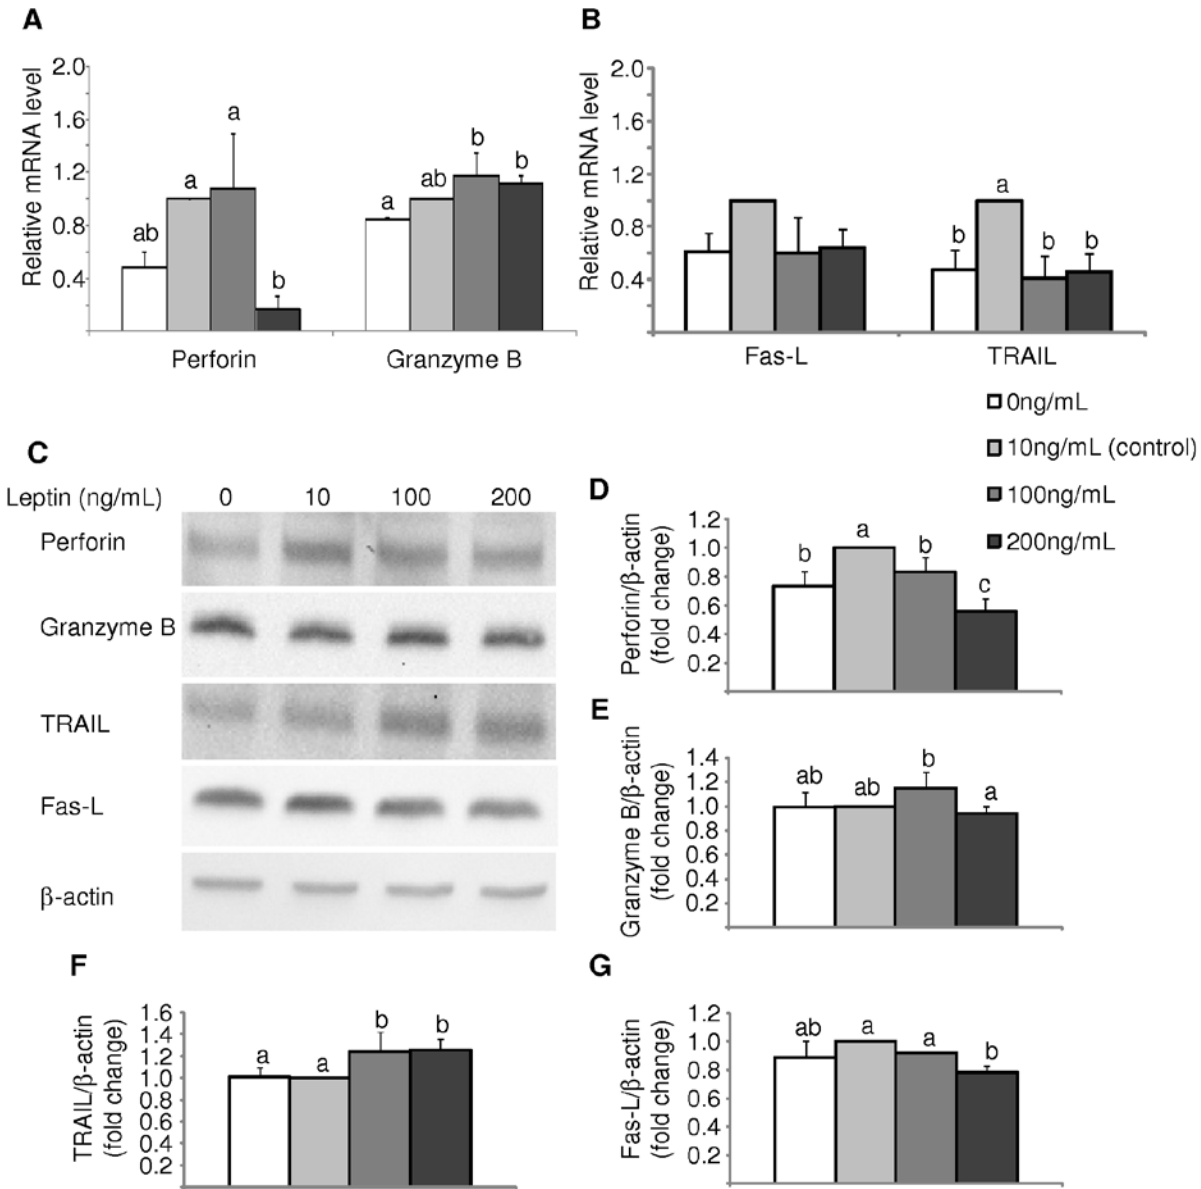 A
Relative mRNA level
2.0
1.6
1.2
0.8
0.4
ab
a
a
b
a
ab
b
b
Perforin
Granzyme B
B
Relative mRNA level
2.0
1.6
1.2
0.8
0.4
b
a
b
b
Fas-L
TRAIL
0ng/mL
10ng/mL (control)
100ng/mL
200ng/mL
C
Leptin (ng/mL)
0
10
100
200
Perforin
Granzyme B
TRAIL
Fas-L
β-actin
D
Perforin/β-actin
(fold change)
1.2
1.0
0.8
0.6
0.4
0.2
b
a
b
c
E
Granzyme B/β-actin
(fold change)
1.4
1.2
1.0
0.8
0.6
0.4
0.2
ab
ab
b
a
F
TRAIL/β-actin
(fold change)
1.6
1.4
1.2
1.0
0.8
0.6
0.4
0.2
a
a
b
b
G
Fas-L/β-actin
(fold change)
1.2
1.0
0.8
0.6
0.4
0.2
ab
a
a
b